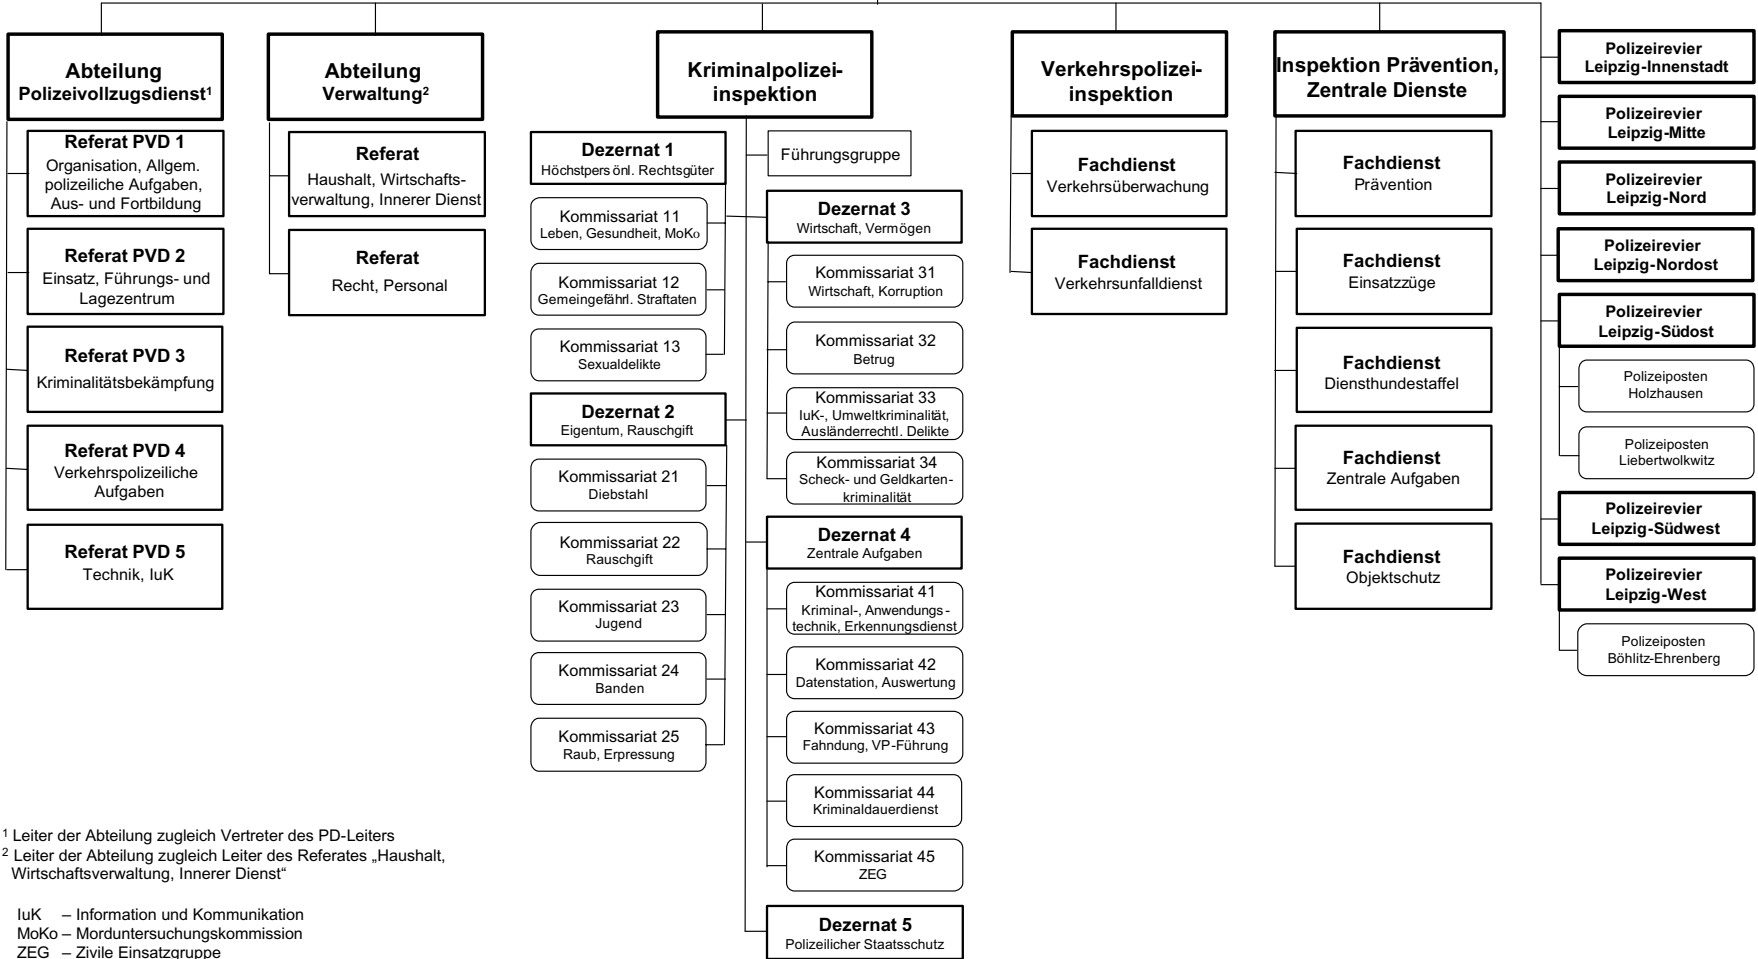 Abteilung
Polizeivollzugsdienst¹
Referat PVD 1
Organisation, Allgem.
polizeiliche Aufgaben,
Aus- und Fortbildung
Referat PVD 2
Einsatz, Führungs- und
Lagezentrum
Referat PVD 3
Kriminalitätsbekämpfung
Referat PVD 4
Verkehrspolizeiliche
Aufgaben
Referat PVD 5
Technik, IuK
Abteilung
Verwaltung²
Referat
Haushalt, Wirtschafts-
verwaltung, Innerer Dienst
Referat
Recht, Personal
Kriminalpolizei-
inspektion
Führungsgruppe
Dezernat 1
Höchstpersönl. Rechtsgüter
Kommissariat 11
Leben, Gesundheit, MoKo
Kommissariat 12
Gemeingefährl. Straftaten
Kommissariat 13
Sexualdelikte
Dezernat 2
Eigentum, Rauschgift
Kommissariat 21
Diebstahl
Kommissariat 22
Rauschgift
Kommissariat 23
Jugend
Kommissariat 24
Banden
Kommissariat 25
Raub, Erpressung
Dezernat 3
Wirtschaft, Vermögen
Kommissariat 31
Wirtschaft, Korruption
Kommissariat 32
Betrug
Kommissariat 33
IuK-, Umweltkriminalität,
Ausländerrechtl. Delikte
Kommissariat 34
Scheck- und Geldkarten-
kriminalität
Dezernat 4
Zentrale Aufgaben
Kommissariat 41
Kriminal-, Anwendungs-
technik, Erkennungsdienst
Kommissariat 42
Datenstation, Auswertung
Kommissariat 43
Fahndung, VP-Führung
Kommissariat 44
Kriminaldauerdienst
Kommissariat 45
ZEG
Dezernat 5
Polizeilicher Staatsschutz
Verkehrspolizei-
inspektion
Fachdienst
Verkehrsüberwachung
Fachdienst
Verkehrsunfalldienst
Inspektion Prävention,
Zentrale Dienste
Fachdienst
Prävention
Fachdienst
Einsatzzüge
Fachdienst
Diensthundestaffel
Fachdienst
Zentrale Aufgaben
Fachdienst
Objektschutz
Polizeirevier
Leipzig-Innenstadt
Polizeirevier
Leipzig-Mitte
Polizeirevier
Leipzig-Nord
Polizeirevier
Leipzig-Nordost
Polizeirevier
Leipzig-Südost
Polizeiposten
Holzhausen
Polizeiposten
Liebertwolkwitz
Polizeirevier
Leipzig-Südwest
Polizeirevier
Leipzig-West
Polizeiposten
Böhlitz-Ehrenberg
¹ Leiter der Abteilung zugleich Vertreter des PD-Leiters
² Leiter der Abteilung zugleich Leiter des Referates „Haushalt,
Wirtschaftsverwaltung, Innerer Dienst“
IuK – Information und Kommunikation
MoKo – Morduntersuchungskommission
ZEG – Zivile Einsatzgruppe